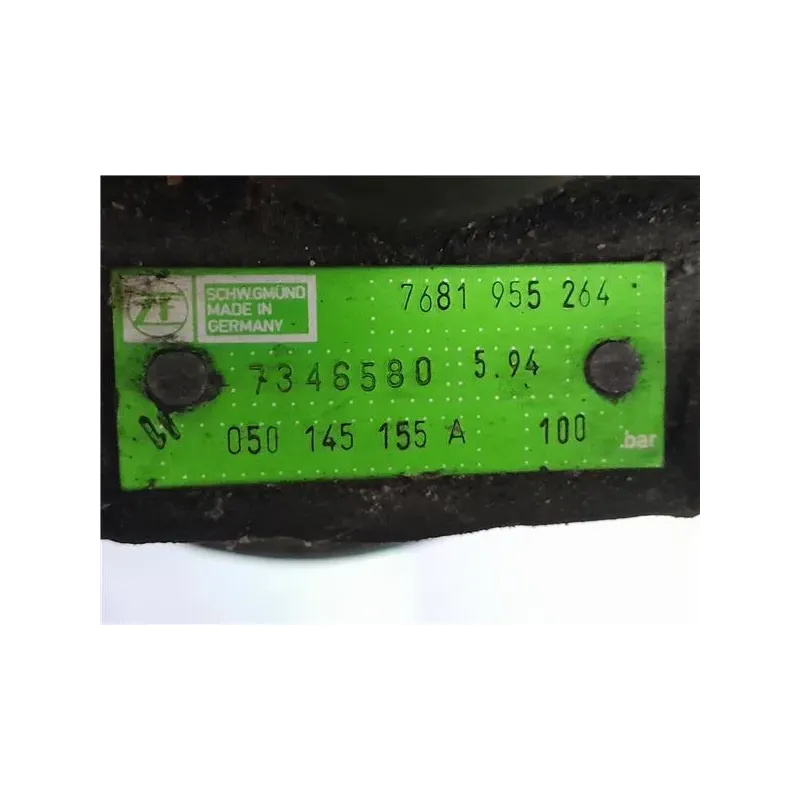 ZF
SCHW.GMÜND
MADE IN
GERMANY
7681 955 264
7346580 5.94
050 145 155 A 100 .bar